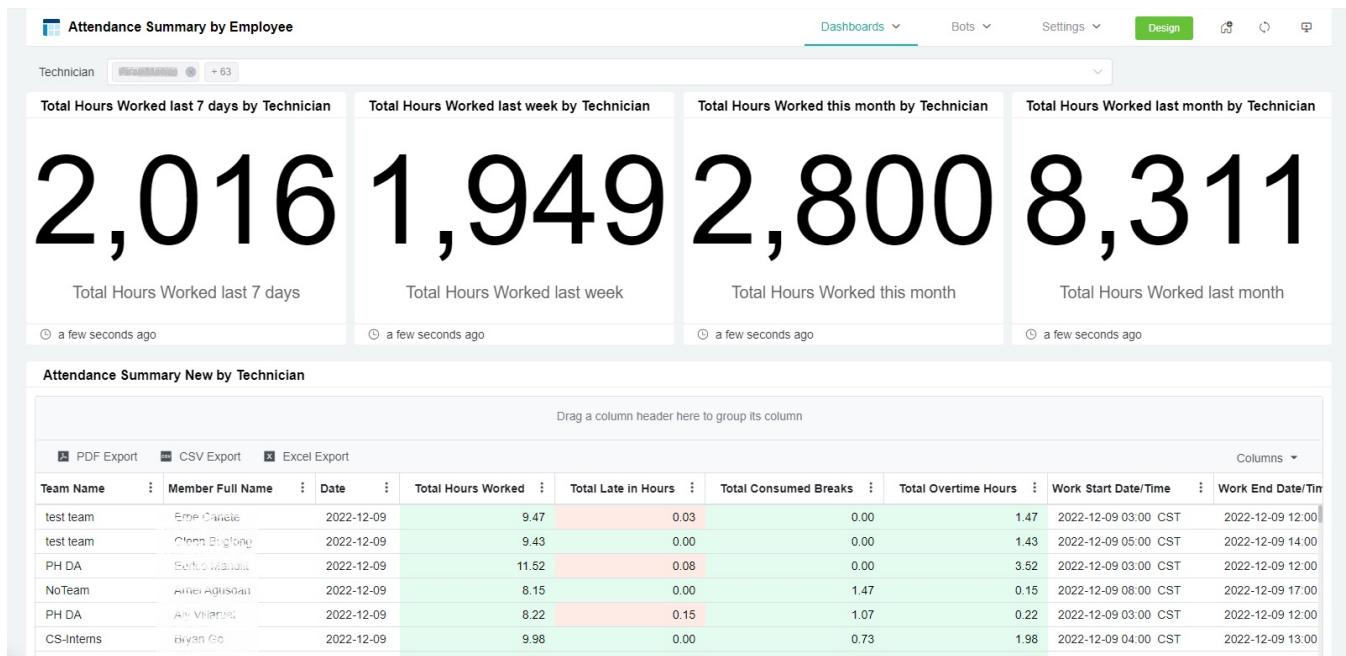 Attendance Summary by Employee Dashboards Bots Settings Design
Technician + 63
Total Hours Worked last 7 days by Technician Total Hours Worked last week by Technician Total Hours Worked this month by Technician Total Hours Worked last month by Technician
2,016 1,949 2,800 8,311
Total Hours Worked last 7 days Total Hours Worked last week Total Hours Worked this month Total Hours Worked last month
a few seconds ago a few seconds ago a few seconds ago a few seconds ago
Attendance Summary New by Technician
Drag a column header here to group its column
PDF Export CSV Export Excel Export Columns
Team Name Member Full Name Date Total Hours Worked Total Late in Hours Total Consumed Breaks Total Overtime Hours Work Start Date/Time Work End Date/Tim
test team 2022-12-09 9.47 0.03 0.00 1.47 2022-12-09 03:00 CST 2022-12-09 12:00
test team 2022-12-09 9.43 0.00 0.00 1.43 2022-12-09 05:00 CST 2022-12-09 14:00
PH DA 2022-12-09 11.52 0.08 0.00 3.52 2022-12-09 03:00 CST 2022-12-09 12:00
NoTeam 2022-12-09 8.15 0.00 1.47 0.15 2022-12-09 08:00 CST 2022-12-09 17:00
PH DA 2022-12-09 8.22 0.15 1.07 0.22 2022-12-09 03:00 CST 2022-12-09 12:00
CS-Interns 2022-12-09 9.98 0.00 0.73 1.98 2022-12-09 04:00 CST 2022-12-09 13:00